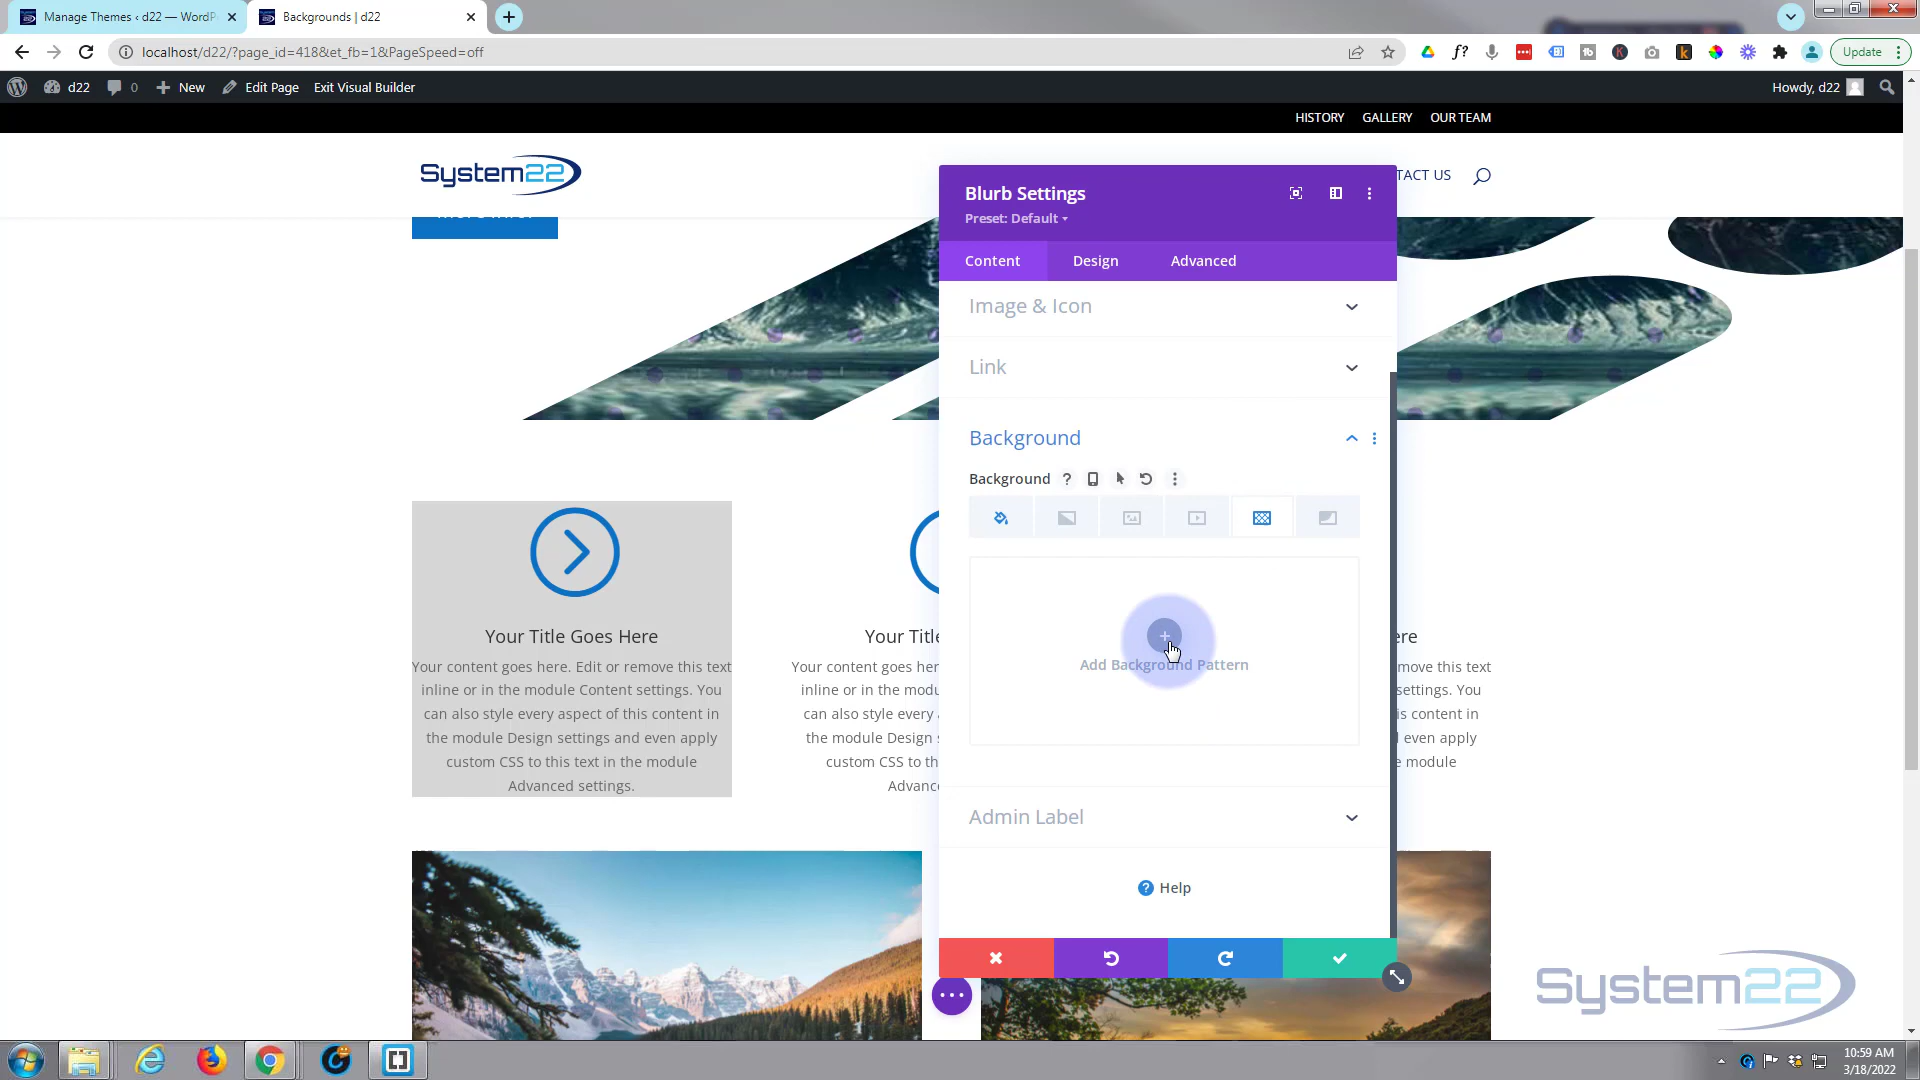 Manage Themes ‹ d22 — WordP
Backgrounds | d22
localhost/d22/?page_id=418&et_fb=1&PageSpeed=off
Update
d22
0
New
Edit Page
Exit Visual Builder
Howdy, d22
HISTORY
GALLERY
OUR TEAM
System22
TACT US
Blurb Settings
Preset: Default
Content
Design
Advanced
Image & Icon
Link
Background
Background
Add Background Pattern
Admin Label
Help
Your Title Goes Here
Your content goes here. Edit or remove this text
inline or in the module Content settings. You
can also style every aspect of this content in
the module Design settings and even apply
custom CSS to this text in the module
Advanced settings.
Your Title
Your content goes her
inline or in the modu
can also style every
the module Design s
custom CSS to th
Advanc
ere
move this text
settings. You
is content in
even apply
e module
System22
10:59 AM
3/18/2022